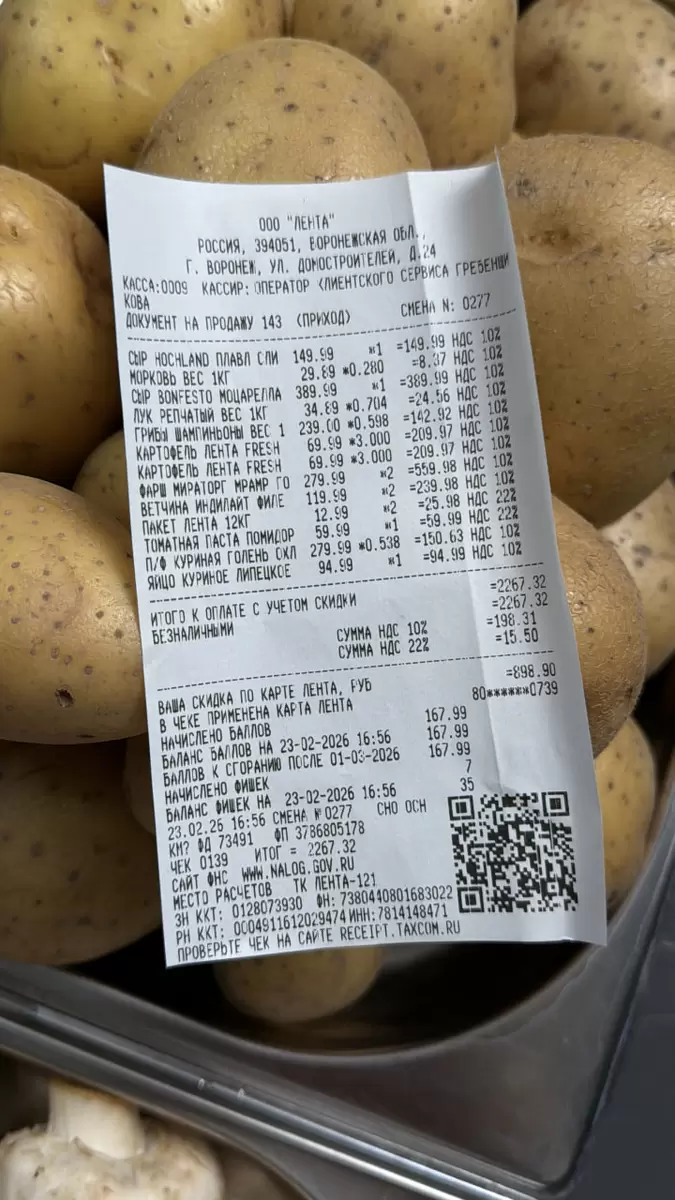 ООО "ЛЕНТА"
РОССИЯ, 394051, ВОРОНЕЖСКАЯ ОБЛ.,
Г. ВОРОНЕЖ, УЛ. ДОМОСТРОИТЕЛЕЙ, Д.24
КАССА:0009 КАССИР: ОПЕРАТОР КЛИЕНТСКОГО СЕРВИСА ГРЕБЕНЩИ
КОВА
ДОКУМЕНТ НА ПРОДАЖУ 143 (ПРИХОД) СМЕНА N: 0277
СЫР HOCHLAND ПЛАВЛ СЛИ 149.99 *1 =149.99 НДС 10%
МОРКОВЬ ВЕС 1КГ 29.89 *0.280 =8.37 НДС 10%
СЫР BONFESTO МОЦАРЕЛЛА 389.99 *1 =389.99 НДС 10%
ЛУК РЕПЧАТЫЙ ВЕС 1КГ 34.89 *0.704 =24.56 НДС 10%
ГРИБЫ ШАМПИНЬОНЫ ВЕС 1 239.00 *0.598 =142.92 НДС 10%
КАРТОФЕЛЬ ЛЕНТА FRESH 69.99 *3.000 =209.97 НДС 10%
КАРТОФЕЛЬ ЛЕНТА FRESH 69.99 *3.000 =209.97 НДС 10%
ФАРШ МИРАТОРГ МРАМР ГО 279.99 *2 =559.98 НДС 10%
ВЕТЧИНА ИНДИЛАЙТ ФИЛЕ 119.99 *2 =239.98 НДС 10%
ПАКЕТ ЛЕНТА 12КГ 12.99 *2 =25.98 НДС 22%
ТОМАТНАЯ ПАСТА ПОМИДОР 59.99 *1 =59.99 НДС 22%
П/Ф КУРИНАЯ ГОЛЕНЬ ОХЛ 279.99 *0.538 =150.63 НДС 10%
ЯЙЦО КУРИНОЕ ЛИПЕЦКОЕ 94.99 *1 =94.99 НДС 10%
ИТОГО К ОПЛАТЕ С УЧЕТОМ СКИДКИ =2267.32
БЕЗНАЛИЧНЫМИ =2267.32
СУММА НДС 10% =198.31
СУММА НДС 22% =15.50
ВАША СКИДКА ПО КАРТЕ ЛЕНТА, РУБ =898.90
В ЧЕКЕ ПРИМЕНЕНА КАРТА ЛЕНТА 80******0739
НАЧИСЛЕНО БАЛЛОВ 167.99
БАЛАНС БАЛЛОВ НА 23-02-2026 16:56 167.99
БАЛЛОВ К СГОРАНИЮ ПОСЛЕ 01-03-2026 167.99
НАЧИСЛЕНО ФИШЕК 7
БАЛАНС ФИШЕК НА 23-02-2026 16:56 35
23.02.26 16:56 СМЕНА №0277 СНО ОСН
КМ? ФД 73491 ФП 3786805178
ЧЕК 0139 ИТОГ = 2267.32
САЙТ ФНС WWW.NALOG.GOV.RU
МЕСТО РАСЧЕТОВ ТК ЛЕНТА-121
ЗН ККТ: 0128073930 ФН: 7380440801683022
РН ККТ: 0004911612029474 ИНН:7814148471
ПРОВЕРЬТЕ ЧЕК НА САЙТЕ RECEIPT.TAXCOM.RU